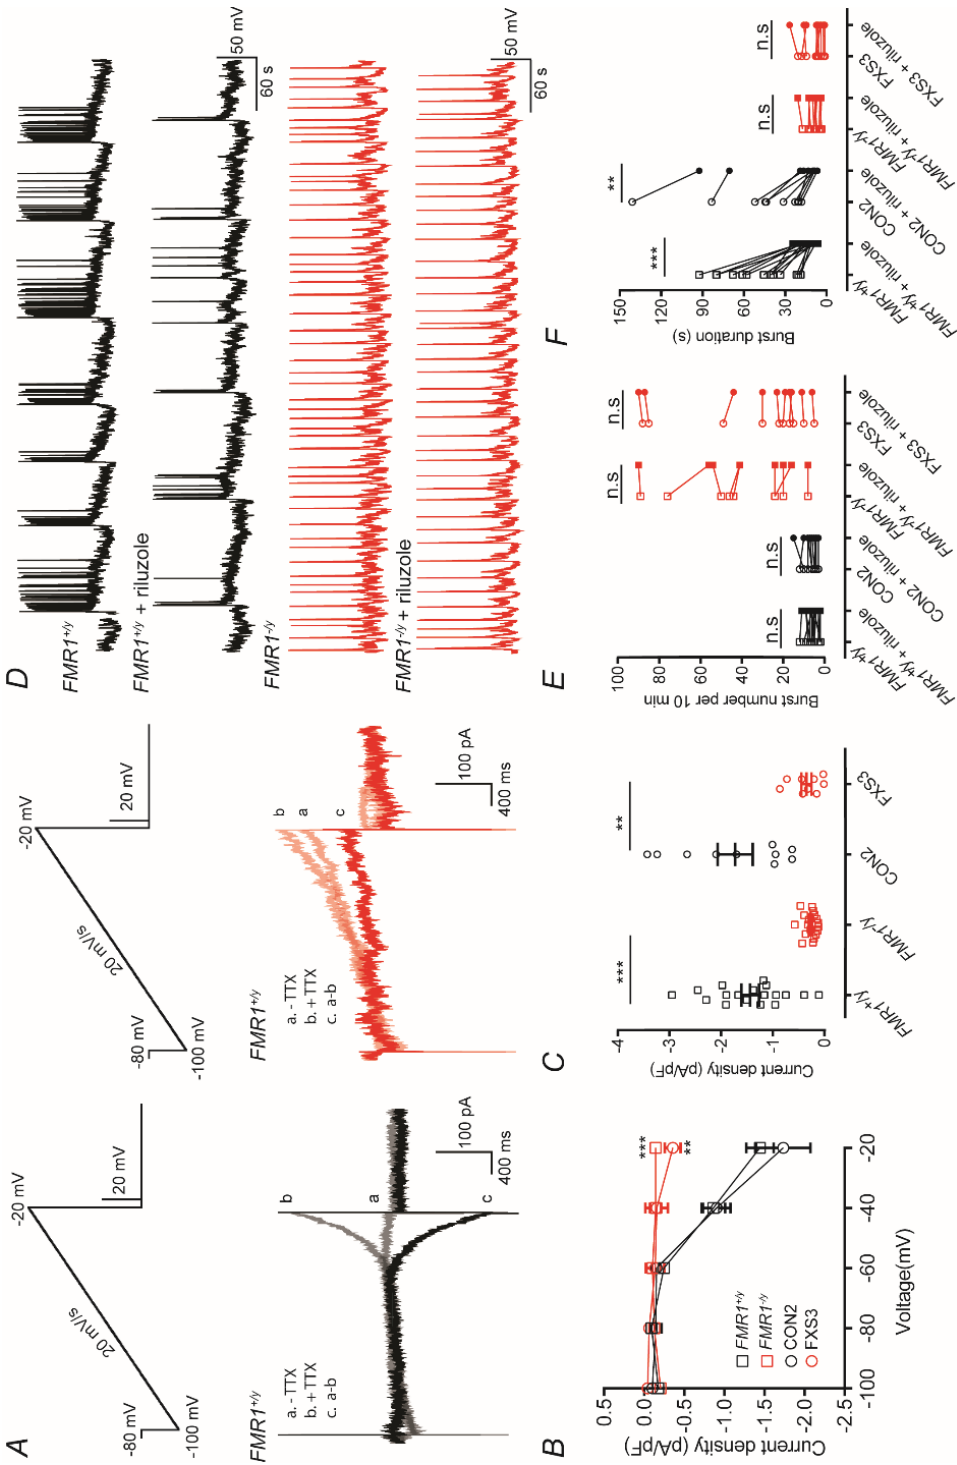 A
-20 mV
20 mV/s
-80 mV
-100 mV
20 mV
-20 mV
20 mV/s
-80 mV
-100 mV
20 mV
FMR1+/y
a. - TTX
b. + TTX
c. a-b
b
a
c
100 pA
400 ms
FMR1+/y
a. - TTX
b. + TTX
c. a-b
b
a
c
100 pA
400 ms
B
Current density (pA/pF)
0.5
0.0
-0.5
-1.0
-1.5
-2.0
-2.5
-100
-80
-60
-40
-20
Voltage(mV)
FMR1+/y
FMR1-/y
CON2
FXS3
***
**
C
Current density (pA/pF)
-4
-3
-2
-1
0
***
**
FMR1+/y
FMR1-/y
CON2
FXS3
D
FMR1+/y
FMR1+/y + riluzole
50 mV
60 s
FMR1-/y
FMR1-/y + riluzole
50 mV
60 s
E
Burst number per 10 min
100
80
60
40
20
0
n.s
n.s
n.s
n.s
FMR1+/y
FMR1+/y + riluzole
CON2
CON2 + riluzole
FMR1-/y
FMR1-/y + riluzole
FXS3
FXS3 + riluzole
F
Burst duration (s)
150
120
90
60
30
0
***
**
n.s
n.s
FMR1+/y
FMR1+/y + riluzole
CON2
CON2 + riluzole
FMR1-/y
FMR1-/y + riluzole
FXS3
FXS3 + riluzole